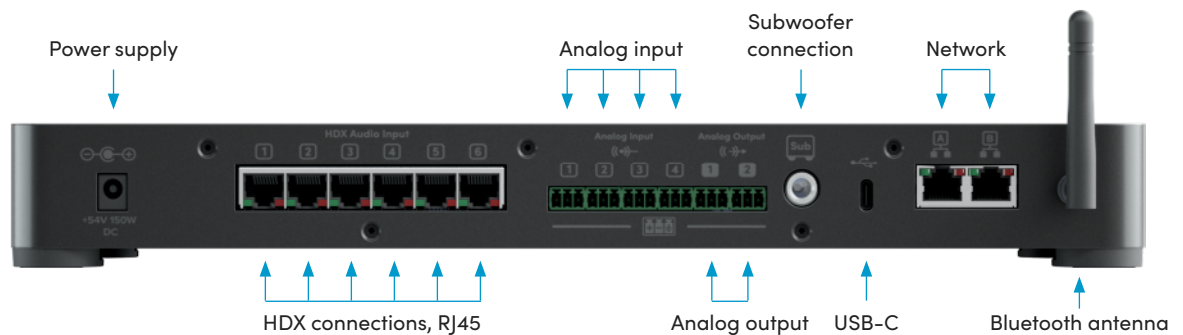 Subwoofer
connection
Power supply
Analog input
Network
HDX Audio Input
Analog Input
Analog Output
Sub
A
B
1 2 3 4 5 6
1 2 3 4
1 2
+54V 150W
DC
HDX connections, RJ45
Analog output
USB-C
Bluetooth antenna